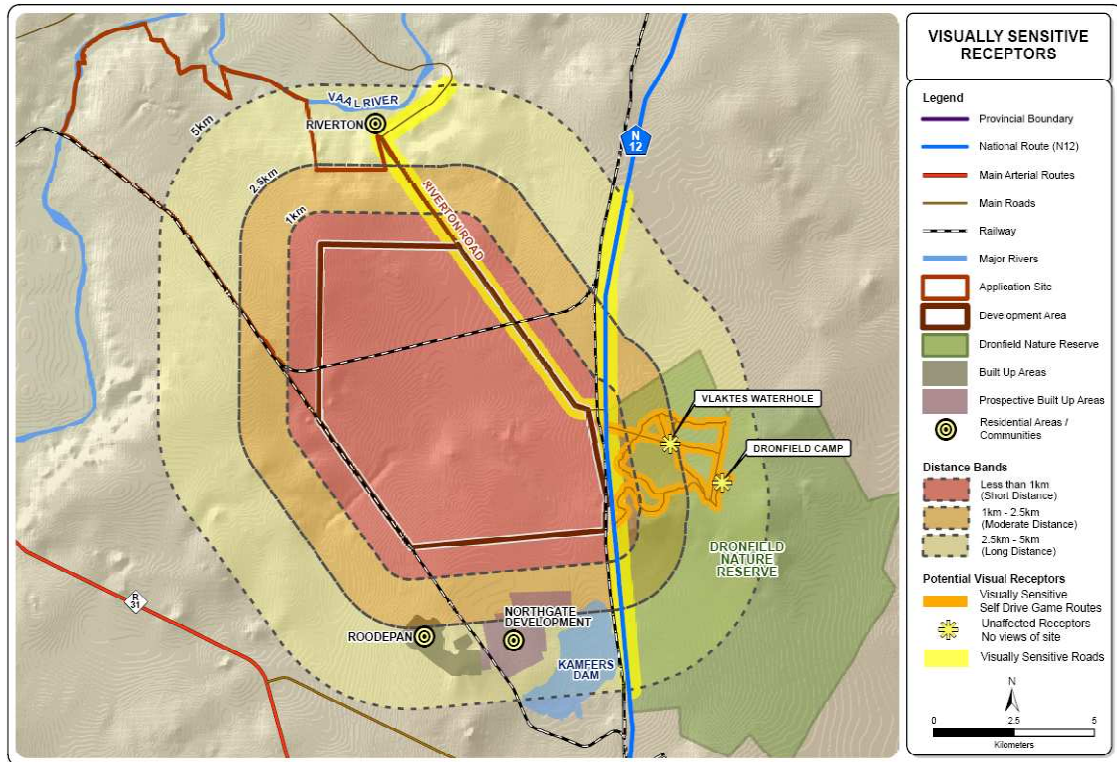 VISUALLY SENSITIVE
RECEPTORS
Legend
Provincial Boundary
National Route (N12)
Main Arterial Routes
Main Roads
Railway
Major Rivers
Application Site
Development Area
Dronfield Nature Reserve
Built Up Areas
Prospective Built Up Areas
Residential Areas /
Communities
Distance Bands
Less than 1km
(Short Distance)
1km - 2.5km
(Moderate Distance)
2.5km - 5km
(Long Distance)
Potential Visual Receptors
Visually Sensitive
Self Drive Game Routes
Unaffected Receptors
No views of site
Visually Sensitive Roads
N
0 2.5 5
Kilometers
5km
VAAL RIVER
RIVERTON
N
12
2.5km
1km
RIVERTON ROAD
VLAKTES WATERHOLE
DRONFIELD CAMP
DRONFIELD
NATURE
RESERVE
R
31
NORTHGATE
DEVELOPMENT
ROODEPAN
KAMFERS
DAM